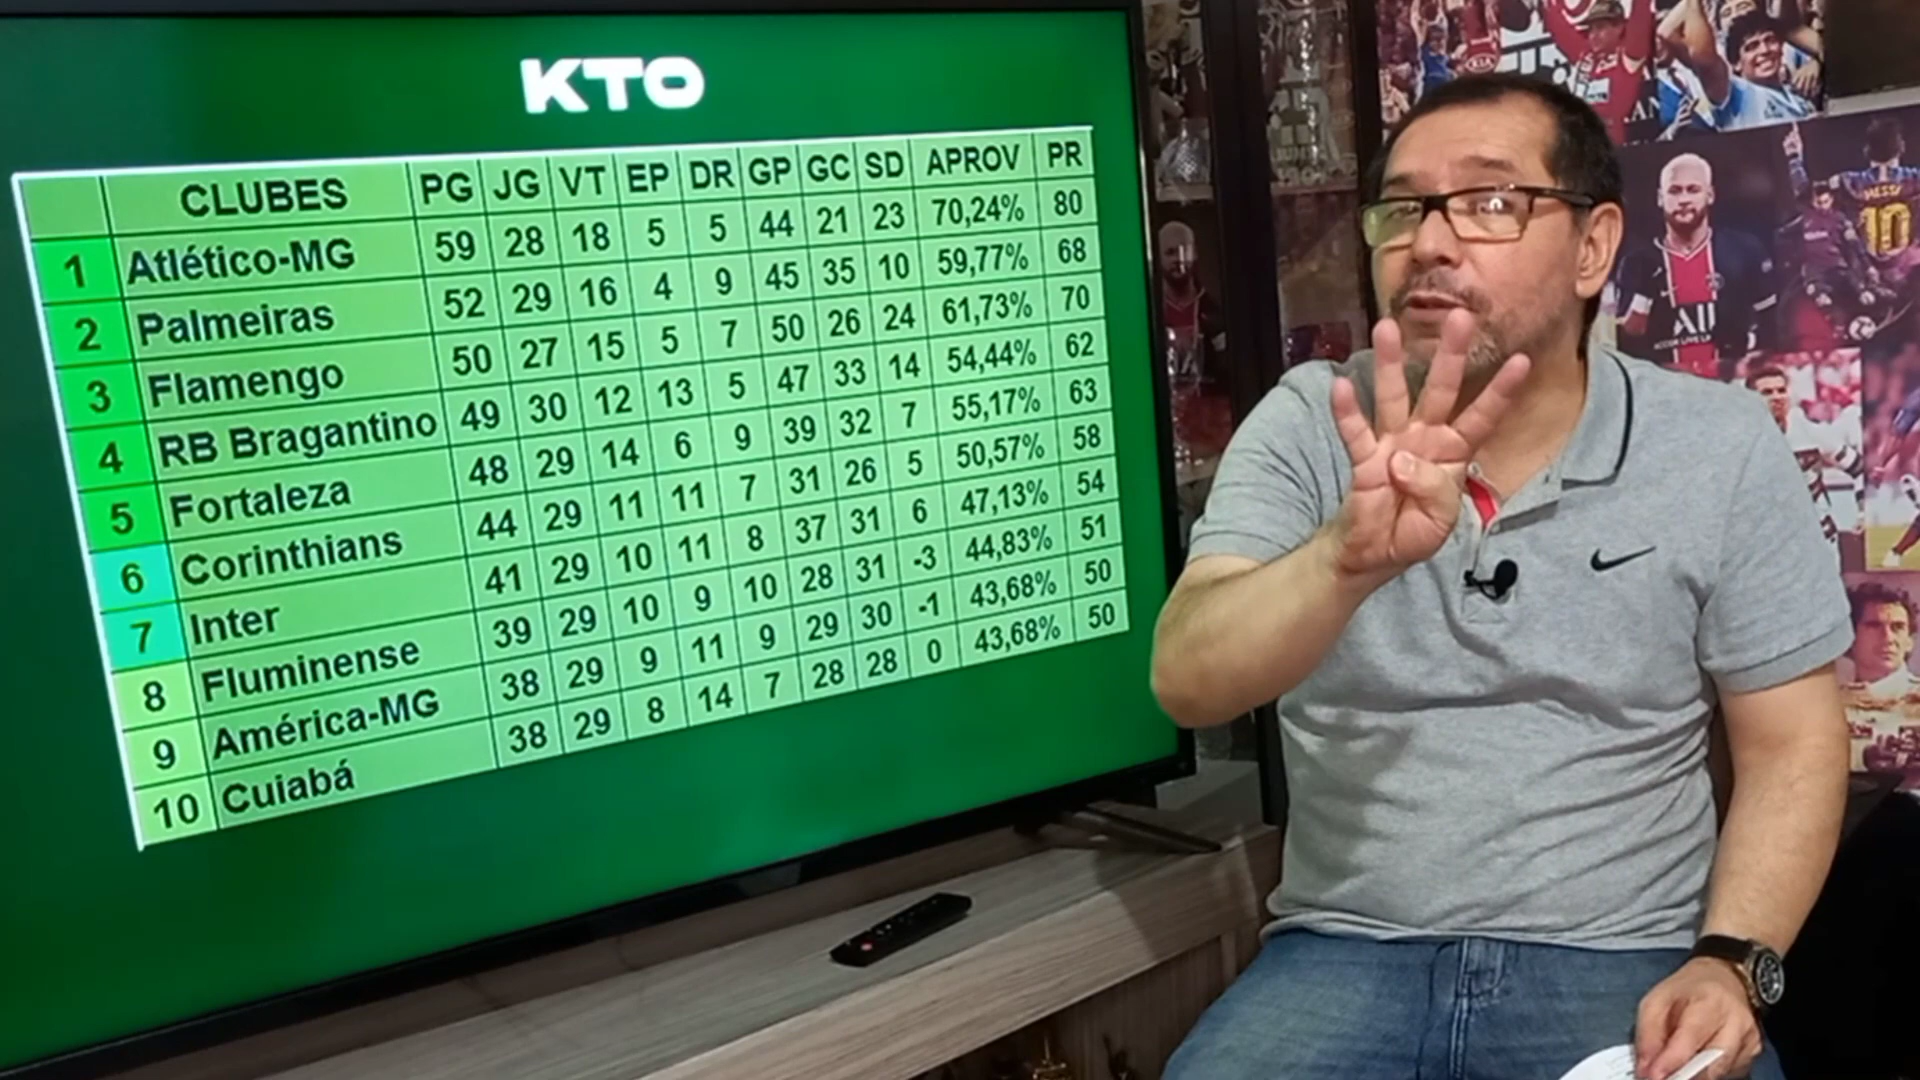 KTO
CLUBES PG JG VT EP DR GP GC SD APROV PR
1 Atlético-MG 59 28 18 5 5 44 21 23 70,24% 80
2 Palmeiras 52 29 16 4 9 45 35 10 59,77% 68
3 Flamengo 50 27 15 5 7 50 26 24 61,73% 70
4 RB Bragantino 49 30 12 13 5 47 33 14 54,44% 62
5 Fortaleza 48 29 14 6 9 39 32 7 55,17% 63
6 Corinthians 44 29 11 11 7 31 26 5 50,57% 58
7 Inter 41 29 10 11 8 37 31 6 47,13% 54
8 Fluminense 39 29 10 9 10 28 31 -3 44,83% 51
9 América-MG 38 29 9 11 9 29 30 -1 43,68% 50
10 Cuiabá 38 29 8 14 7 28 28 0 43,68% 50
KIA
MESSI
10